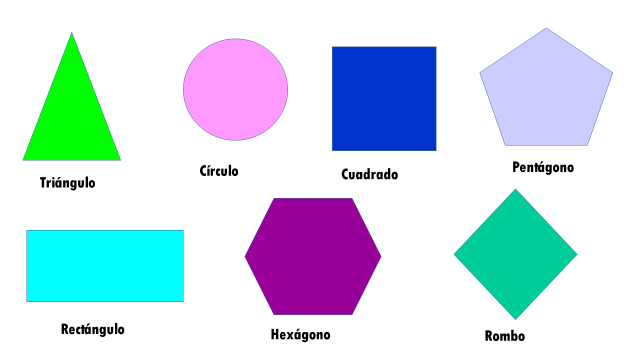 Triángulo
Círculo
Cuadrado
Pentágono
Rectángulo
Hexágono
Rombo